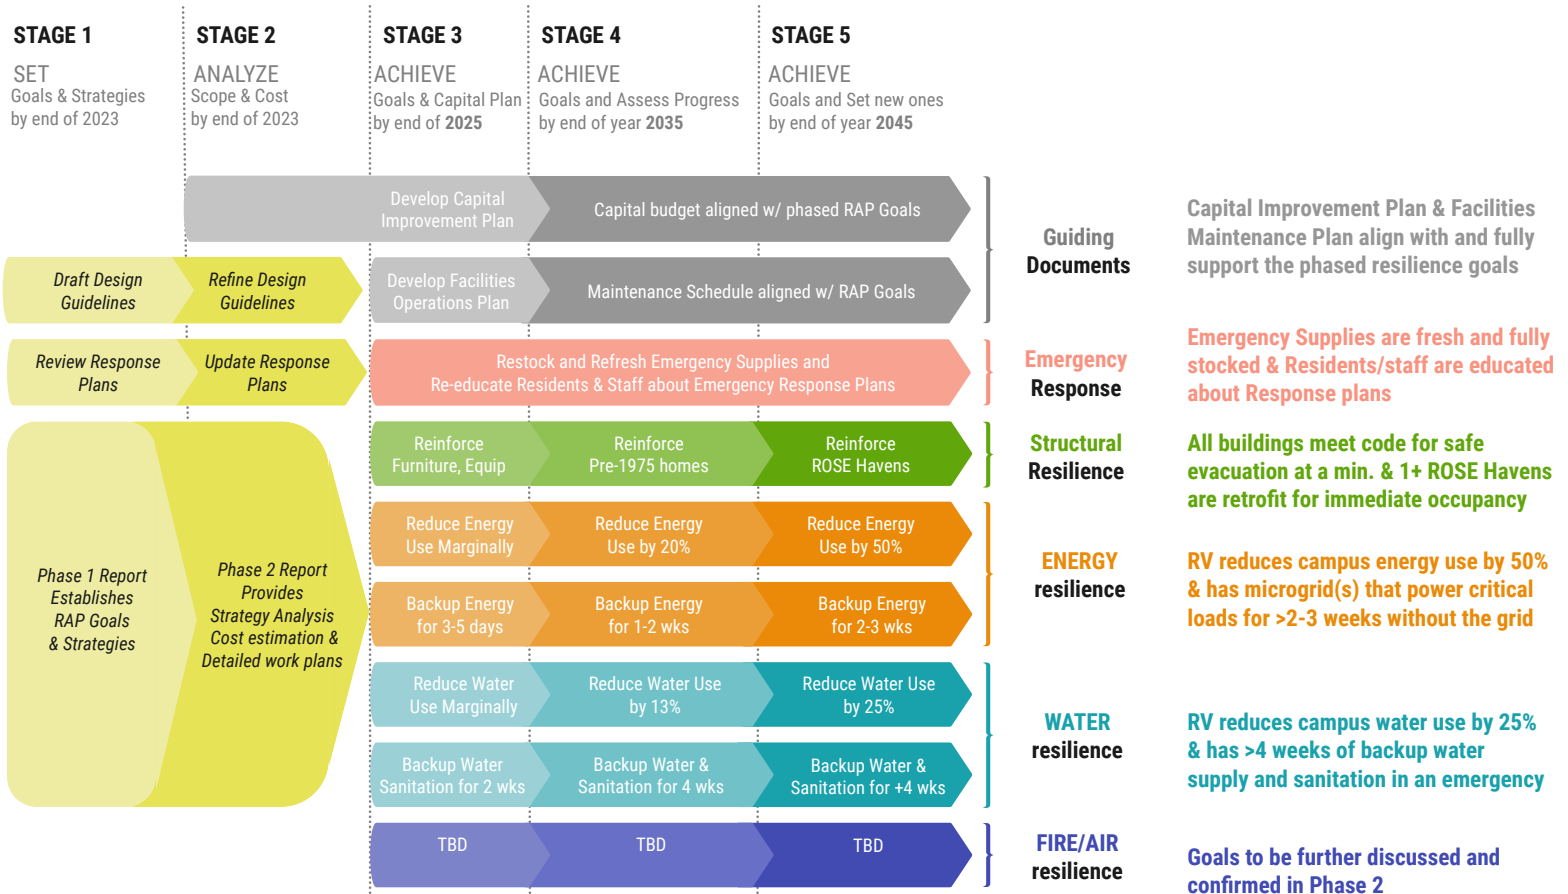 STAGE 1
SET
Goals & Strategies
by end of 2023
STAGE 2
ANALYZE
Scope & Cost
by end of 2023
STAGE 3
ACHIEVE
Goals & Capital Plan
by end of 2025
STAGE 4
ACHIEVE
Goals and Assess Progress
by end of year 2035
STAGE 5
ACHIEVE
Goals and Set new ones
by end of year 2045
Develop Capital
Improvement Plan
Capital budget aligned w/ phased RAP Goals
Draft Design
Guidelines
Refine Design
Guidelines
Develop Facilities
Operations Plan
Maintenance Schedule aligned w/ RAP Goals
Guiding
Documents
Capital Improvement Plan & Facilities
Maintenance Plan align with and fully
support the phased resilience goals
Review Response
Plans
Update Response
Plans
Restock and Refresh Emergency Supplies and
Re-educate Residents & Staff about Emergency Response Plans
Emergency
Response
Emergency Supplies are fresh and fully
stocked & Residents/staff are educated
about Response plans
Phase 1 Report
Establishes
RAP Goals
& Strategies
Phase 2 Report
Provides
Strategy Analysis
Cost estimation &
Detailed work plans
Reinforce
Furniture, Equip
Reinforce
Pre-1975 homes
Reinforce
ROSE Havens
Structural
Resilience
All buildings meet code for safe
evacuation at a min. & 1+ ROSE Havens
are retrofit for immediate occupancy
Reduce Energy
Use Marginally
Reduce Energy
Use by 20%
Reduce Energy
Use by 50%
Backup Energy
for 3-5 days
Backup Energy
for 1-2 wks
Backup Energy
for 2-3 wks
ENERGY
resilience
RV reduces campus energy use by 50%
& has microgrid(s) that power critical
loads for >2-3 weeks without the grid
Reduce Water
Use Marginally
Reduce Water Use
by 13%
Reduce Water Use
by 25%
Backup Water
Sanitation for 2 wks
Backup Water &
Sanitation for 4 wks
Backup Water &
Sanitation for +4 wks
WATER
resilience
RV reduces campus water use by 25%
& has >4 weeks of backup water
supply and sanitation in an emergency
TBD
TBD
TBD
FIRE/AIR
resilience
Goals to be further discussed and
confirmed in Phase 2